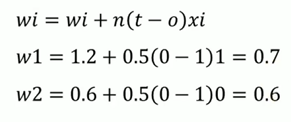 wi = wi + n(t − o)xi
w1 = 1.2 + 0.5(0 − 1)1 = 0.7
w2 = 0.6 + 0.5(0 − 1)0 = 0.6